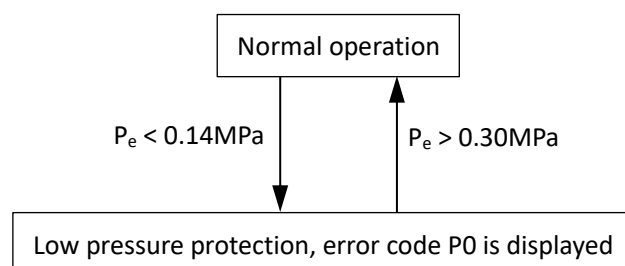 Normal operation
Pₑ < 0.14MPa
Pₑ > 0.30MPa
Low pressure protection, error code P0 is displayed